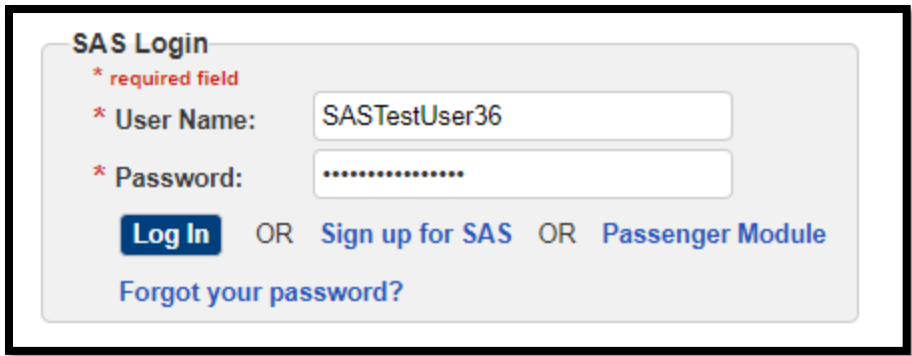 SAS Login
* required field
* User Name: SASTestUser36
* Password: ••••••••••••••••
Log In OR Sign up for SAS OR Passenger Module
Forgot your password?